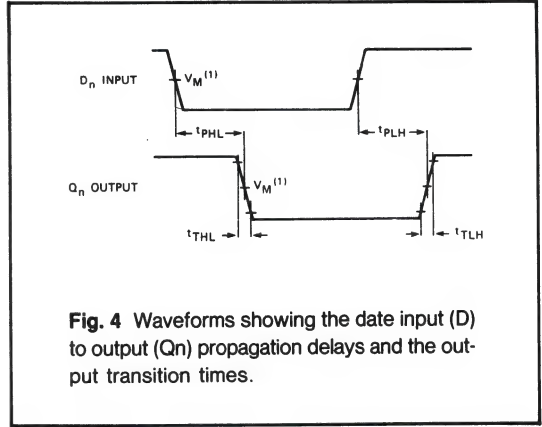 Dn INPUT
VM(1)
tPHL
tPLH
Qn OUTPUT
VM(1)
tTHL
tTLH
Fig. 4 Waveforms showing the date input (D)
to output (Qn) propagation delays and the out-
put transition times.